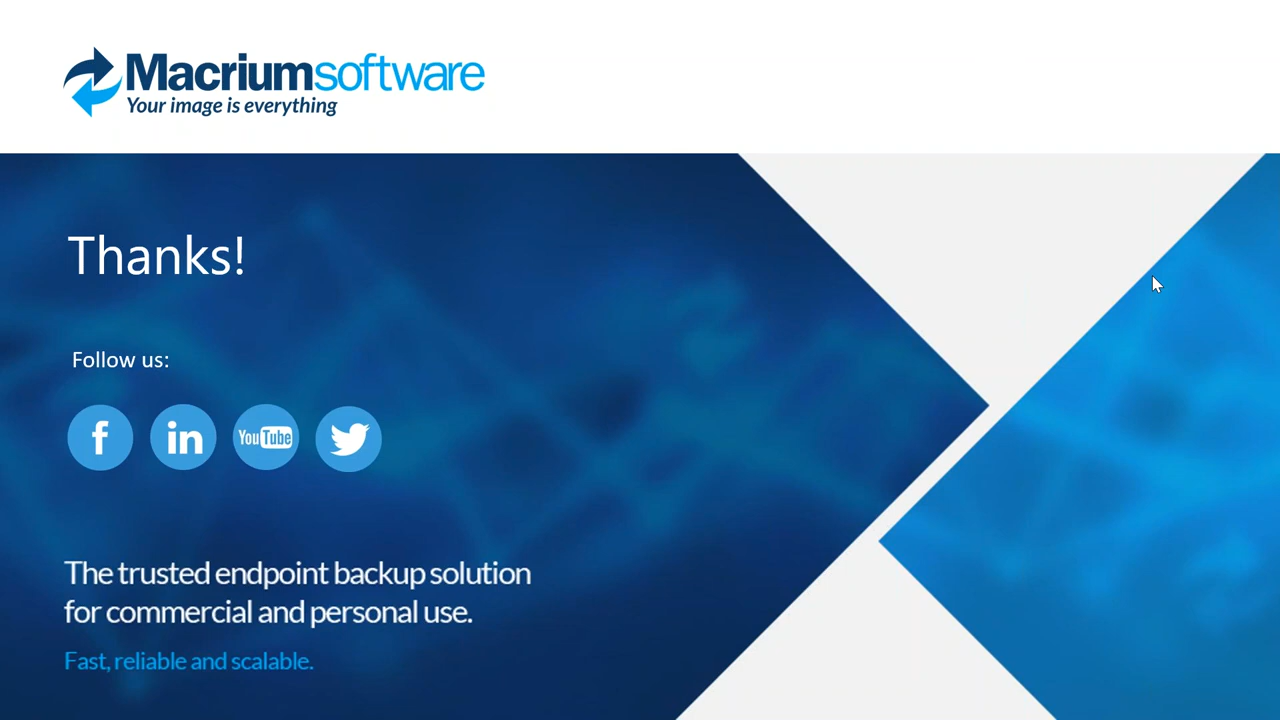 Macriumsoftware
Your image is everything
Thanks!
Follow us:
f in YouTube
The trusted endpoint backup solution
for commercial and personal use.
Fast, reliable and scalable.